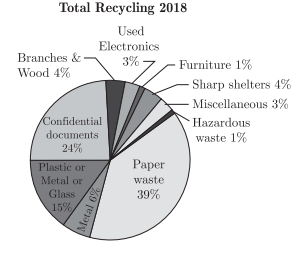 Total Recycling 2018
Used
Electronics
3%
Branches &
Wood 4%
Furniture 1%
Sharp shelters 4%
Miscellaneous 3%
Hazardous
waste 1%
Confidential
documents
24%
Plastic or
Metal or
Glass
15%
Metal 6%
Paper
waste
39%